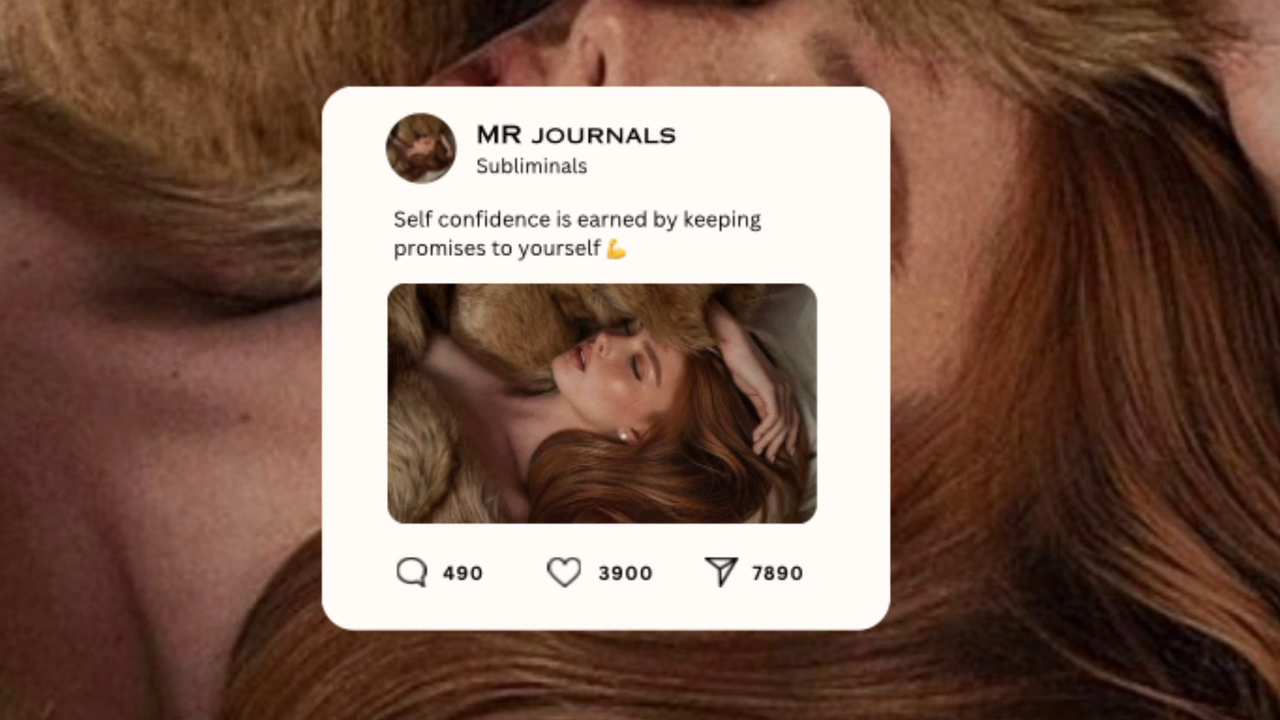 MR JOURNALS
Subliminals
Self confidence is earned by keeping
promises to yourself 💪
490 3900 7890